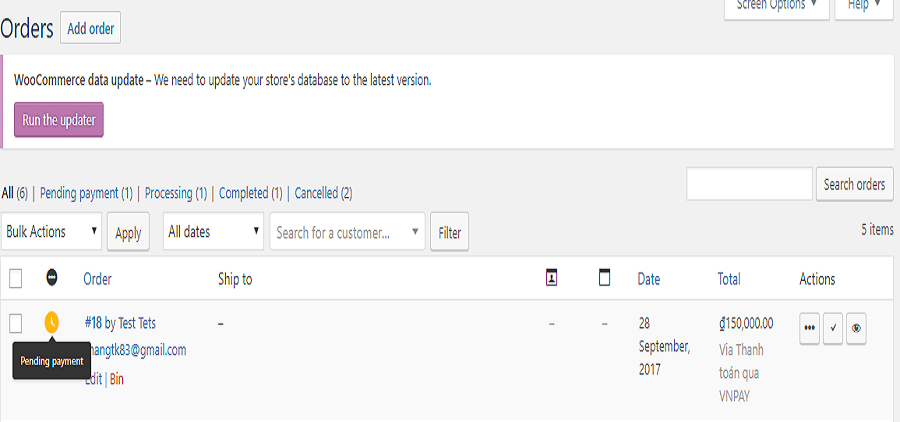 Screen Options ▼ Help ▼
Orders Add order
WooCommerce data update – We need to update your store's database to the latest version.
Run the updater
All (6) | Pending payment (1) | Processing (1) | Completed (1) | Cancelled (2)
Search orders
Bulk Actions Apply All dates Search for a customer... Filter 5 items
Order Ship to Date Total Actions
#18 by Test Tets – – – 28 ₫150,000.00
@gmail.com September, Via Thanh
Pending payment 2017 toán qua
Edit | Bin VNPAY